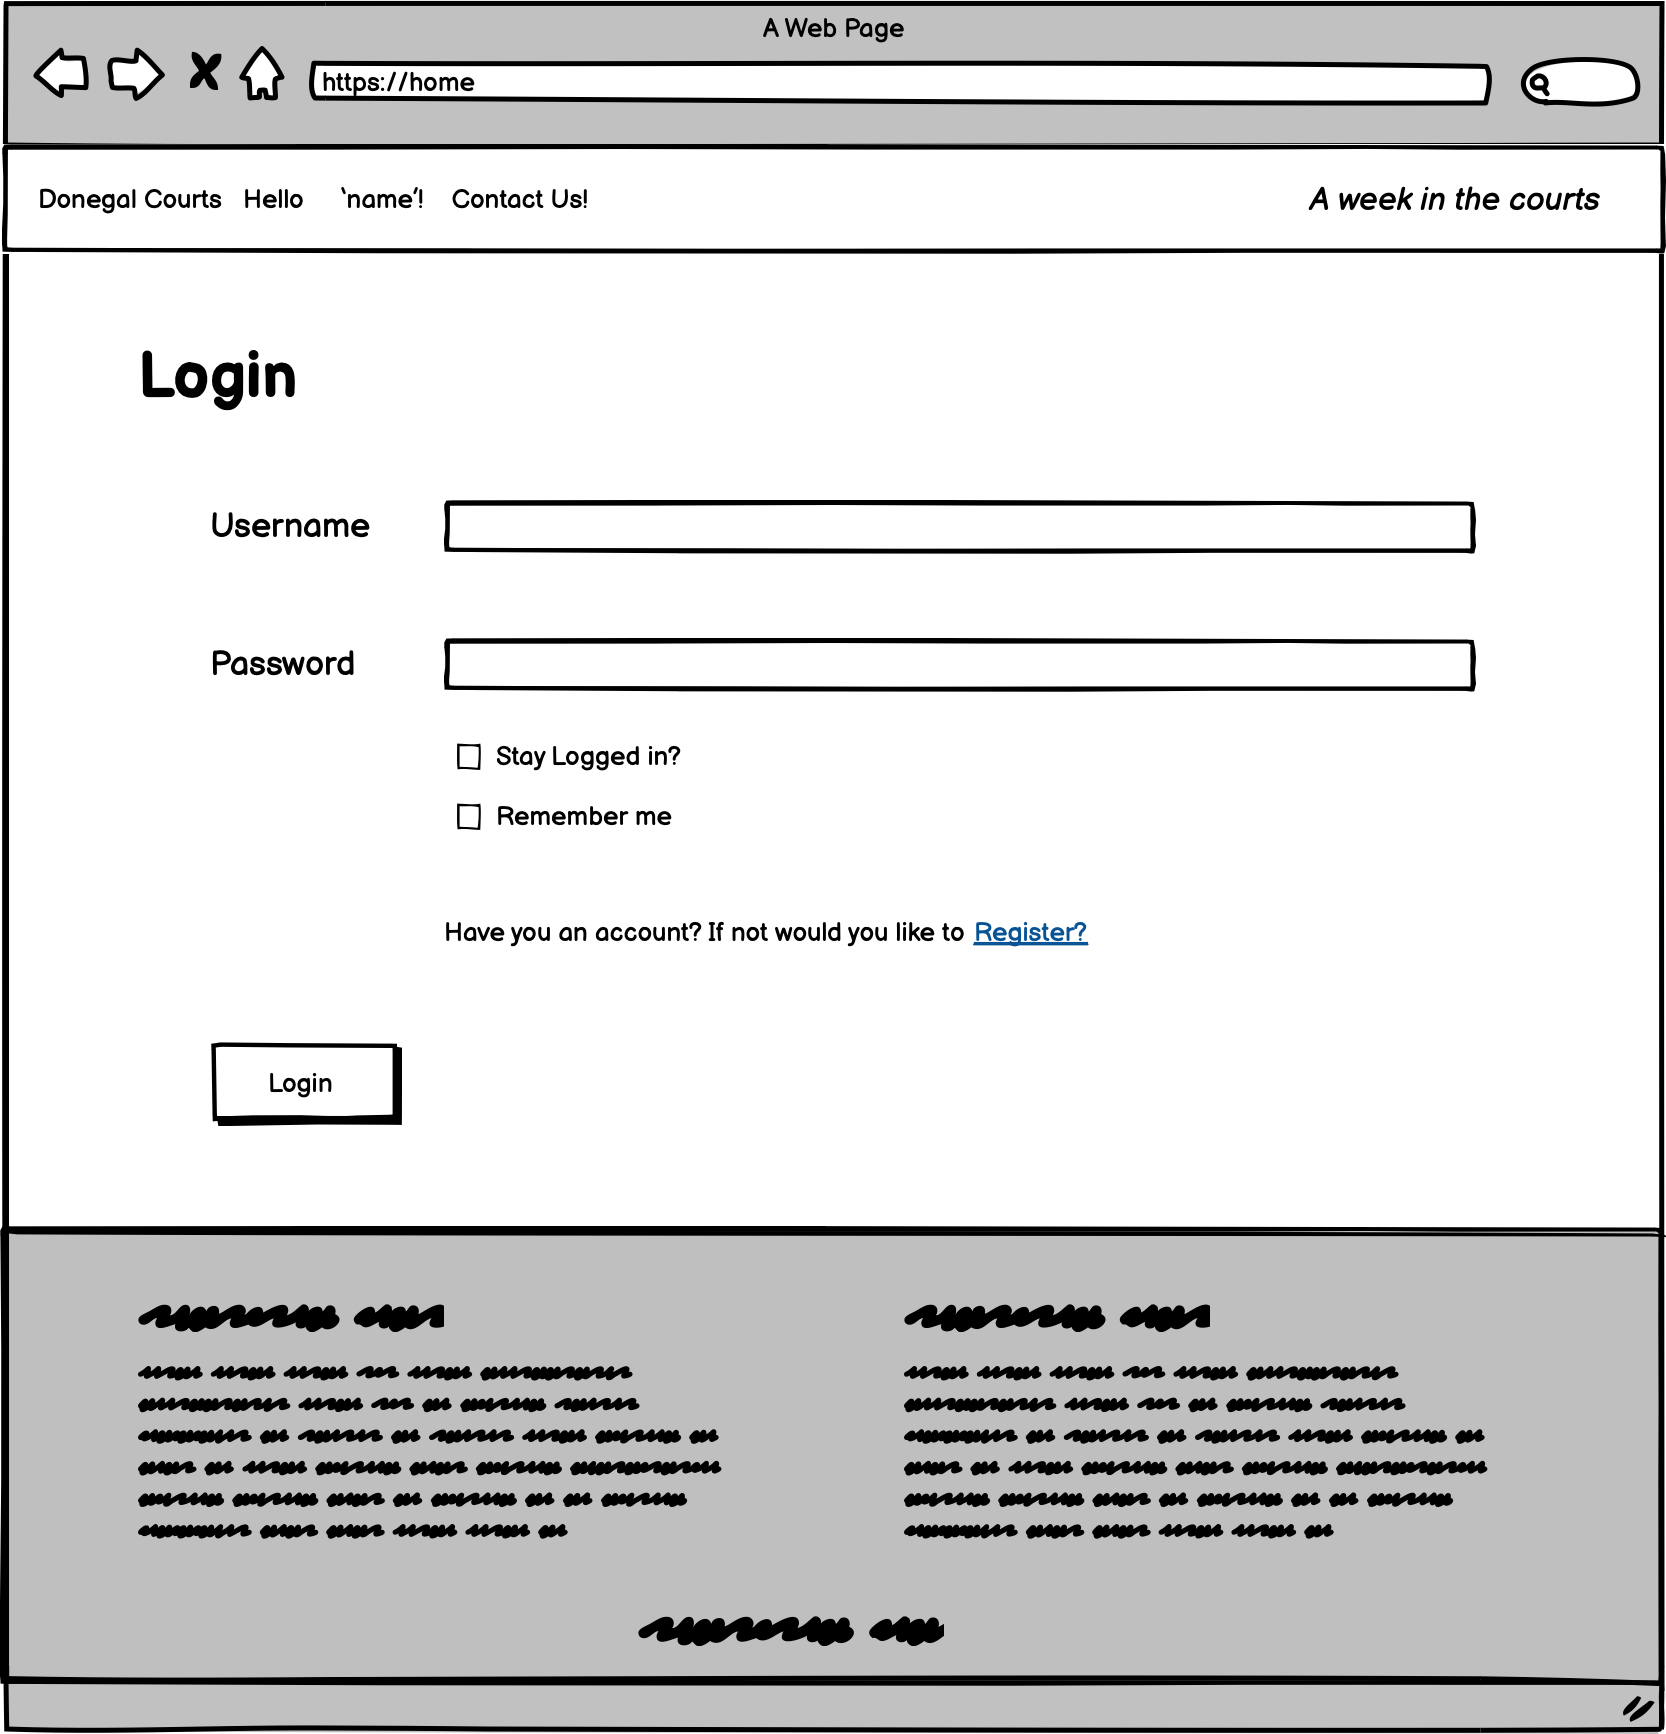 A Web Page
https://home
Donegal Courts Hello ‘name’! Contact Us! A week in the courts
Login
Username
Password
Stay Logged in?
Remember me
Have you an account? If not would you like to Register?
Login